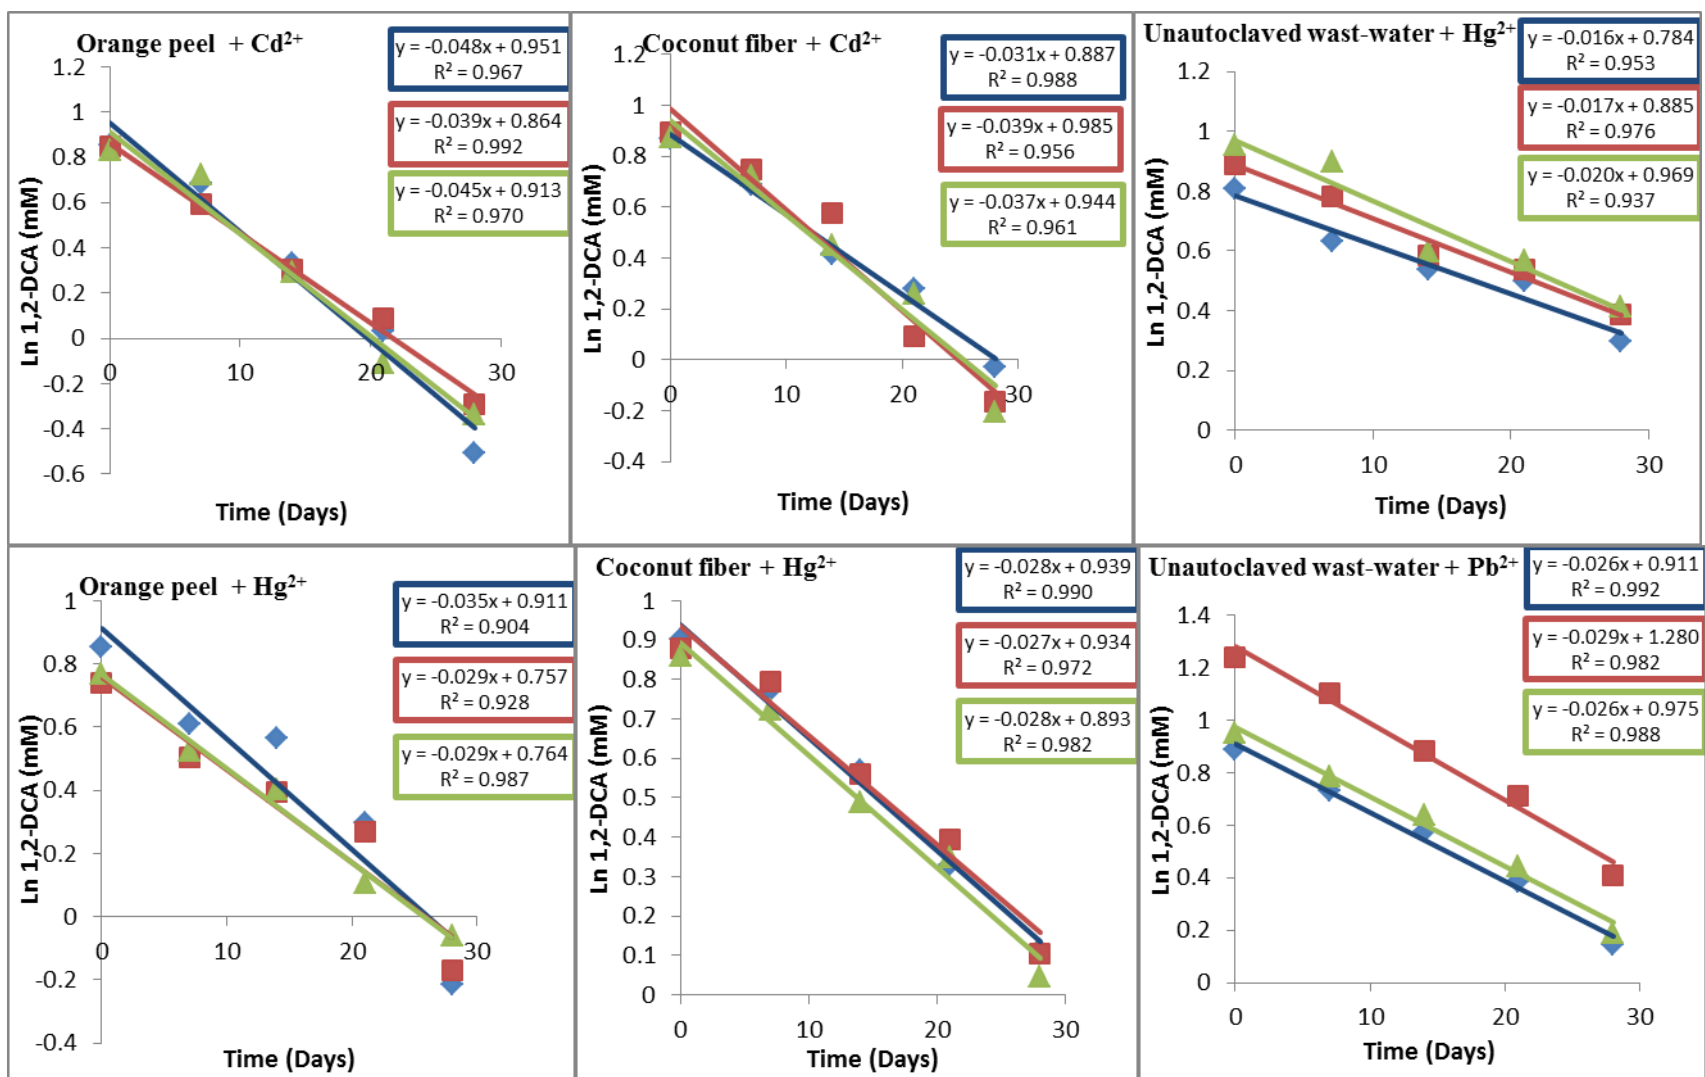 Orange peel + Cd²⁺
y = -0.048x + 0.951
R² = 0.967
y = -0.039x + 0.864
R² = 0.992
y = -0.045x + 0.913
R² = 0.970
Ln 1,2-DCA (mM)
1.2
1
0.8
0.6
0.4
0.2
0
-0.2
-0.4
-0.6
0
10
20
30
Time (Days)
Coconut fiber + Cd²⁺
y = -0.031x + 0.887
R² = 0.988
y = -0.039x + 0.985
R² = 0.956
y = -0.037x + 0.944
R² = 0.961
Ln 1,2-DCA (mM)
1.2
1
0.8
0.6
0.4
0.2
0
-0.2
-0.4
0
10
20
30
Time (Days)
Unautoclaved wast-water + Hg²⁺
y = -0.016x + 0.784
R² = 0.953
y = -0.017x + 0.885
R² = 0.976
y = -0.020x + 0.969
R² = 0.937
Ln 1,2-DCA (mM)
1.2
1
0.8
0.6
0.4
0.2
0
0
10
20
30
Time (Days)
Orange peel + Hg²⁺
y = -0.035x + 0.911
R² = 0.904
y = -0.029x + 0.757
R² = 0.928
y = -0.029x + 0.764
R² = 0.987
Ln 1,2-DCA (mM)
1
0.8
0.6
0.4
0.2
0
-0.2
-0.4
0
10
20
30
Time (Days)
Coconut fiber + Hg²⁺
y = -0.028x + 0.939
R² = 0.990
y = -0.027x + 0.934
R² = 0.972
y = -0.028x + 0.893
R² = 0.982
Ln 1,2-DCA (mM)
1
0.9
0.8
0.7
0.6
0.5
0.4
0.3
0.2
0.1
0
0
10
20
30
Time (Days)
Unautoclaved wast-water + Pb²⁺
y = -0.026x + 0.911
R² = 0.992
y = -0.029x + 1.280
R² = 0.982
y = -0.026x + 0.975
R² = 0.988
Ln 1,2-DCA (mM)
1.4
1.2
1
0.8
0.6
0.4
0.2
0
0
10
20
30
Time (Days)